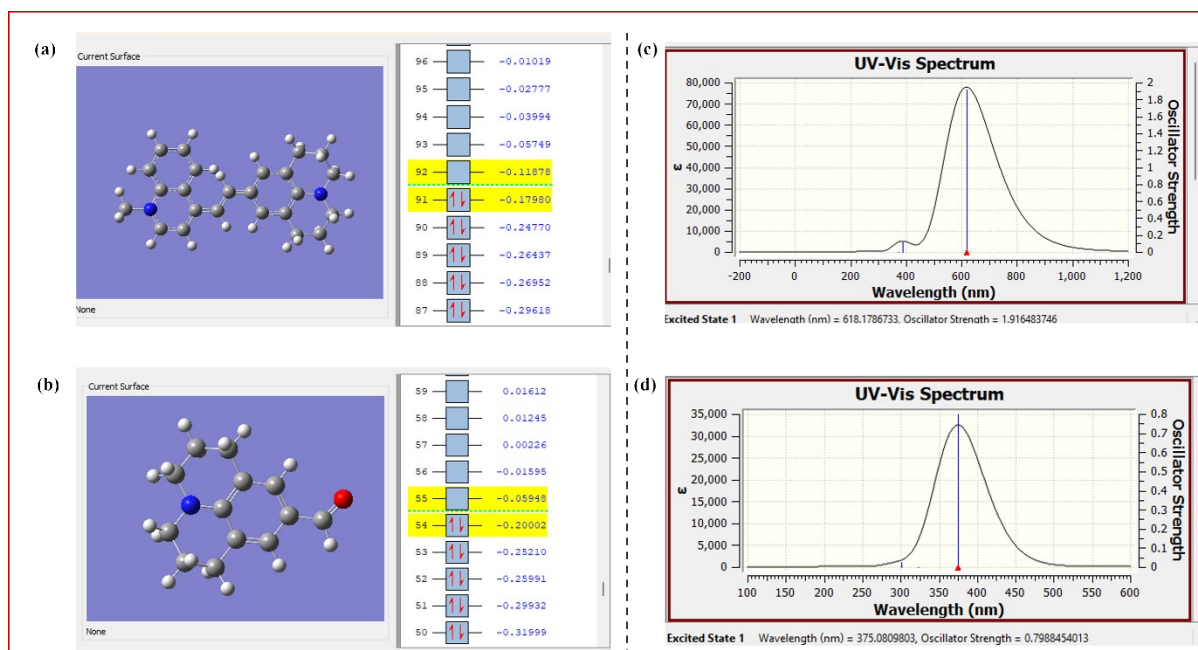 (a)
Current Surface
None
96 -0.01019
95 -0.02777
94 -0.03994
93 -0.05749
92 -0.11878
91 -0.17980
90 -0.24770
89 -0.26437
88 -0.26952
87 -0.29618
(c)
UV-Vis Spectrum
80,000
70,000
60,000
50,000
40,000
30,000
20,000
10,000
0
ε
2
1.8
1.6
1.4
1.2
1
0.8
0.6
0.4
0.2
0
Oscillator Strength
-200 0 200 400 600 800 1,000 1,200
Wavelength (nm)
Excited State 1 Wavelength (nm) = 618.1786733, Oscillator Strength = 1.916483746
(b)
Current Surface
None
59 0.01612
58 0.01245
57 0.00226
56 -0.01595
55 -0.05948
54 -0.20002
53 -0.25210
52 -0.25991
51 -0.29932
50 -0.31999
(d)
UV-Vis Spectrum
35,000
30,000
25,000
20,000
15,000
10,000
5,000
0
ε
0.8
0.7
0.6
0.5
0.4
0.3
0.2
0.1
0
Oscillator Strength
100 150 200 250 300 350 400 450 500 550 600
Wavelength (nm)
Excited State 1 Wavelength (nm) = 375.0809803, Oscillator Strength = 0.7988454013